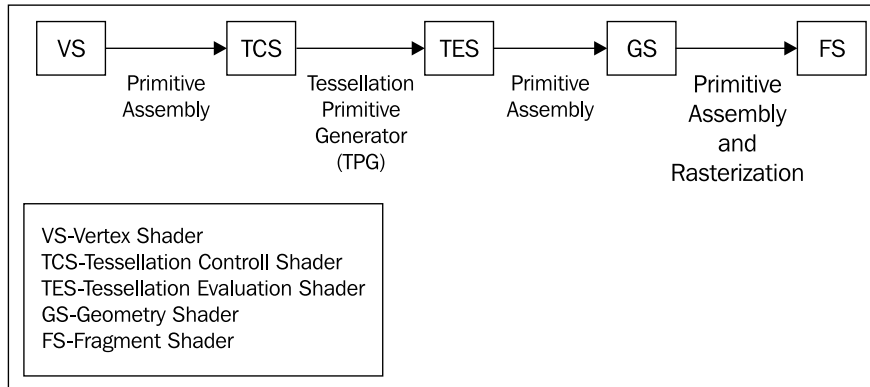 VS
TCS
TES
GS
FS
Primitive
Assembly
Tessellation
Primitive
Generator
(TPG)
Primitive
Assembly
Primitive
Assembly
and
Rasterization
VS-Vertex Shader
TCS-Tessellation Controll Shader
TES-Tessellation Evaluation Shader
GS-Geometry Shader
FS-Fragment Shader